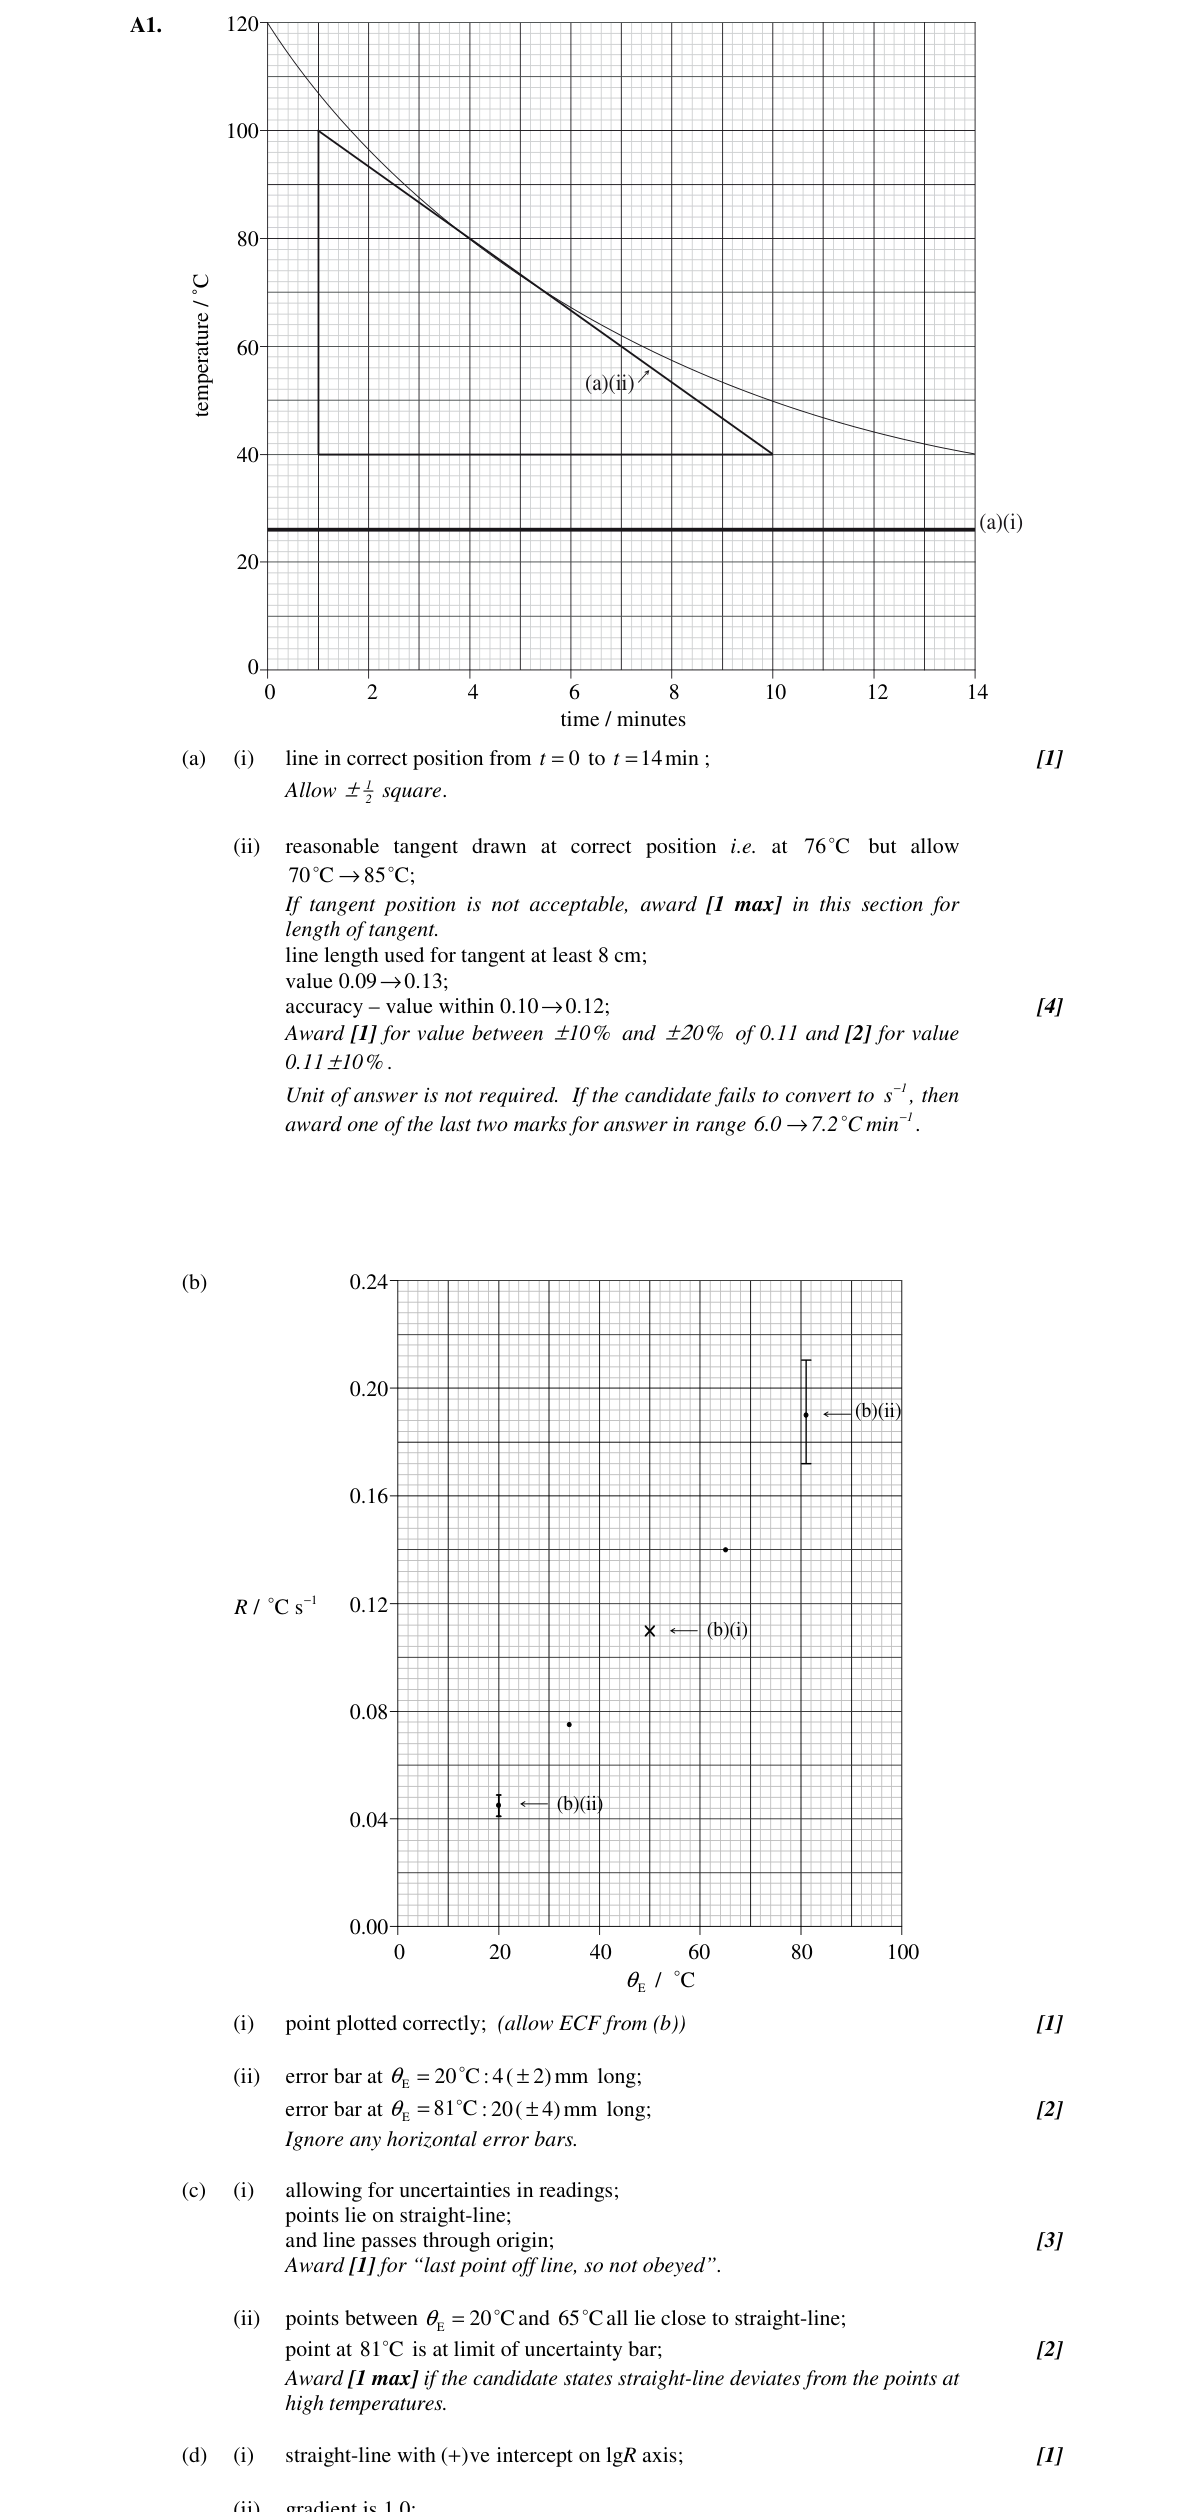 A1.
120
100
80
60
40
20
0
temperature / °C
(a)(ii)
(a)(i)
0 2 4 6 8 10 12 14
time / minutes
(a) (i) line in correct position from t = 0 to t = 14 min ; [1]
Allow ± 1/2 square.
(ii) reasonable tangent drawn at correct position i.e. at 76°C but allow
70°C → 85°C;
If tangent position is not acceptable, award [1 max] in this section for
length of tangent.
line length used for tangent at least 8 cm;
value 0.09 → 0.13;
accuracy – value within 0.10 → 0.12; [4]
Award [1] for value between ±10% and ±20% of 0.11 and [2] for value
0.11 ±10% .
Unit of answer is not required. If the candidate fails to convert to s⁻¹, then
award one of the last two marks for answer in range 6.0 → 7.2°C min⁻¹.
(b)
0.24
0.20
(b)(ii)
0.16
R / °C s⁻¹ 0.12
(b)(i)
0.08
(b)(ii)
0.04
0.00
0 20 40 60 80 100
θE / °C
(i) point plotted correctly; (allow ECF from (b)) [1]
(ii) error bar at θE = 20°C : 4 (± 2) mm long;
error bar at θE = 81°C : 20 (± 4) mm long; [2]
Ignore any horizontal error bars.
(c) (i) allowing for uncertainties in readings;
points lie on straight-line;
and line passes through origin; [3]
Award [1] for “last point off line, so not obeyed”.
(ii) points between θE = 20°C and 65°C all lie close to straight-line;
point at 81°C is at limit of uncertainty bar; [2]
Award [1 max] if the candidate states straight-line deviates from the points at
high temperatures.
(d) (i) straight-line with (+)ve intercept on lgR axis; [1]
(ii) gradient is 1.0;